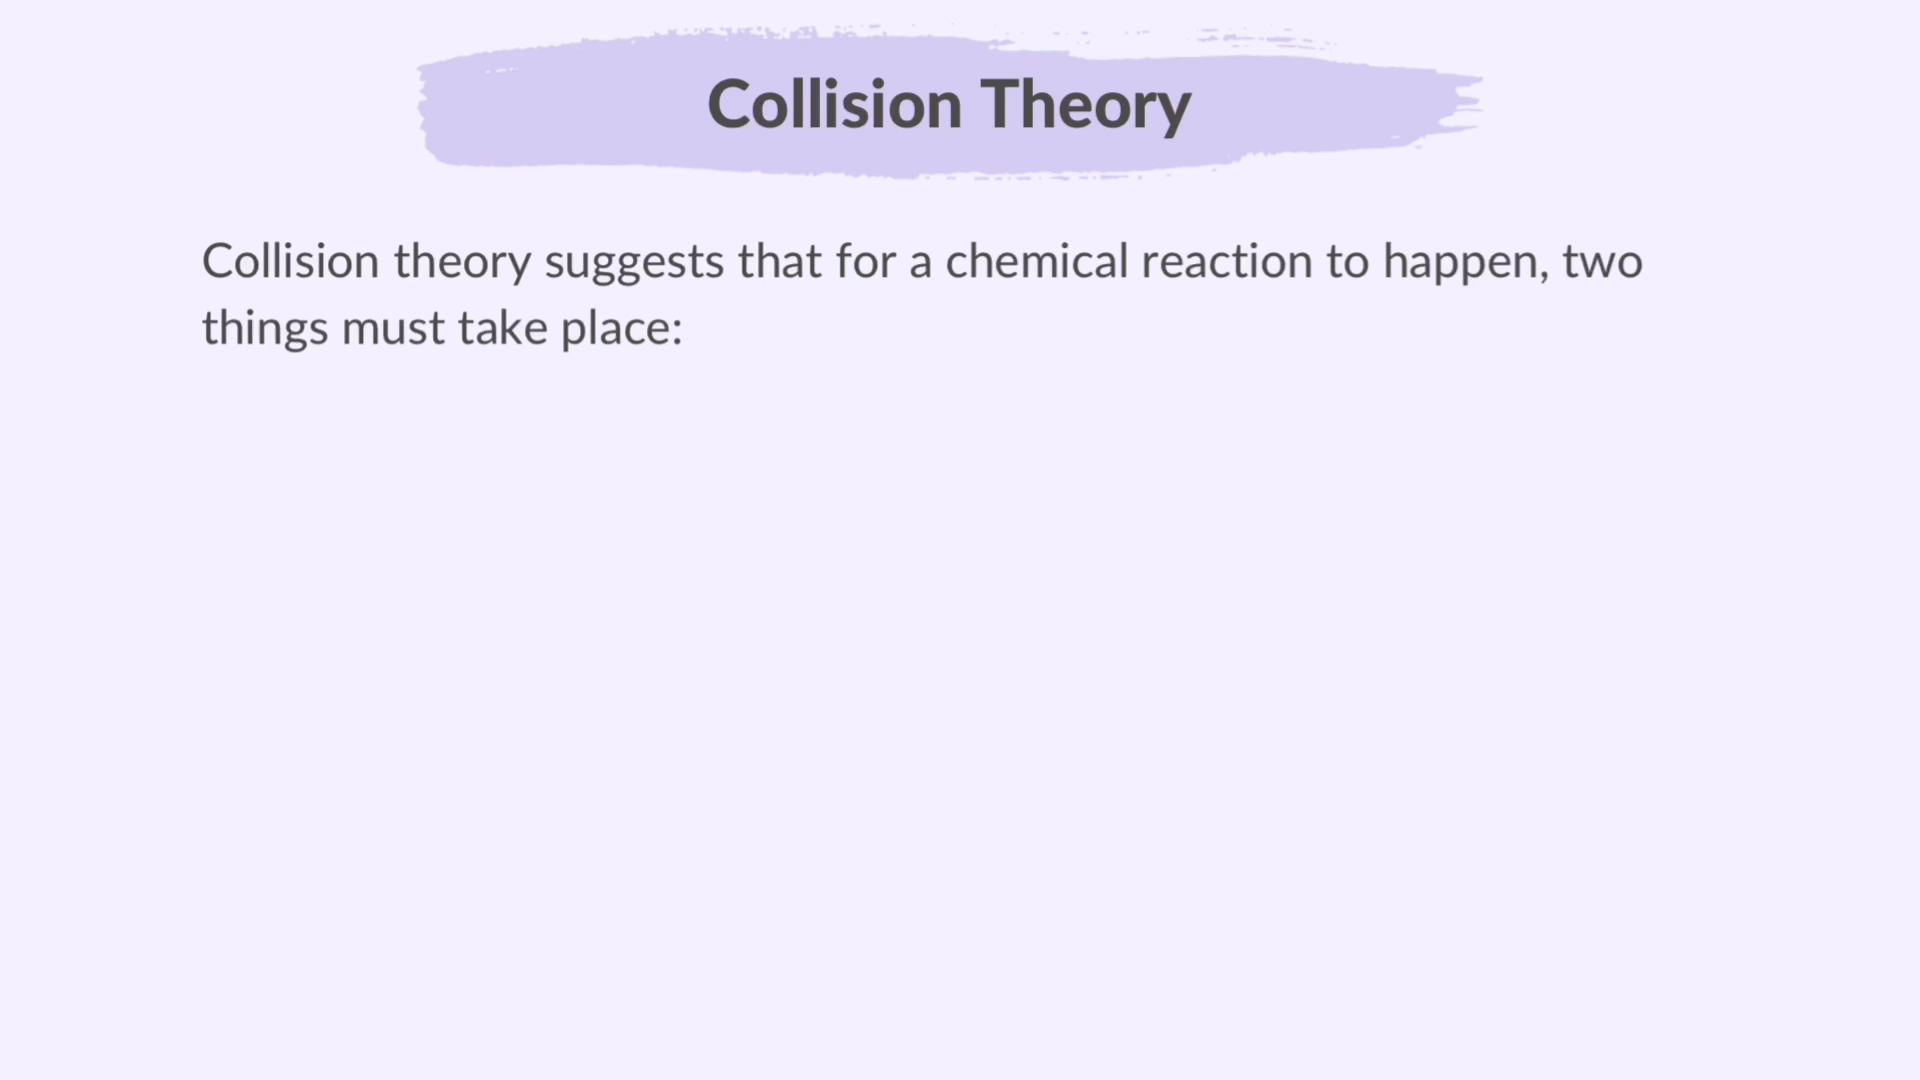 Collision Theory
Collision theory suggests that for a chemical reaction to happen, two
things must take place: